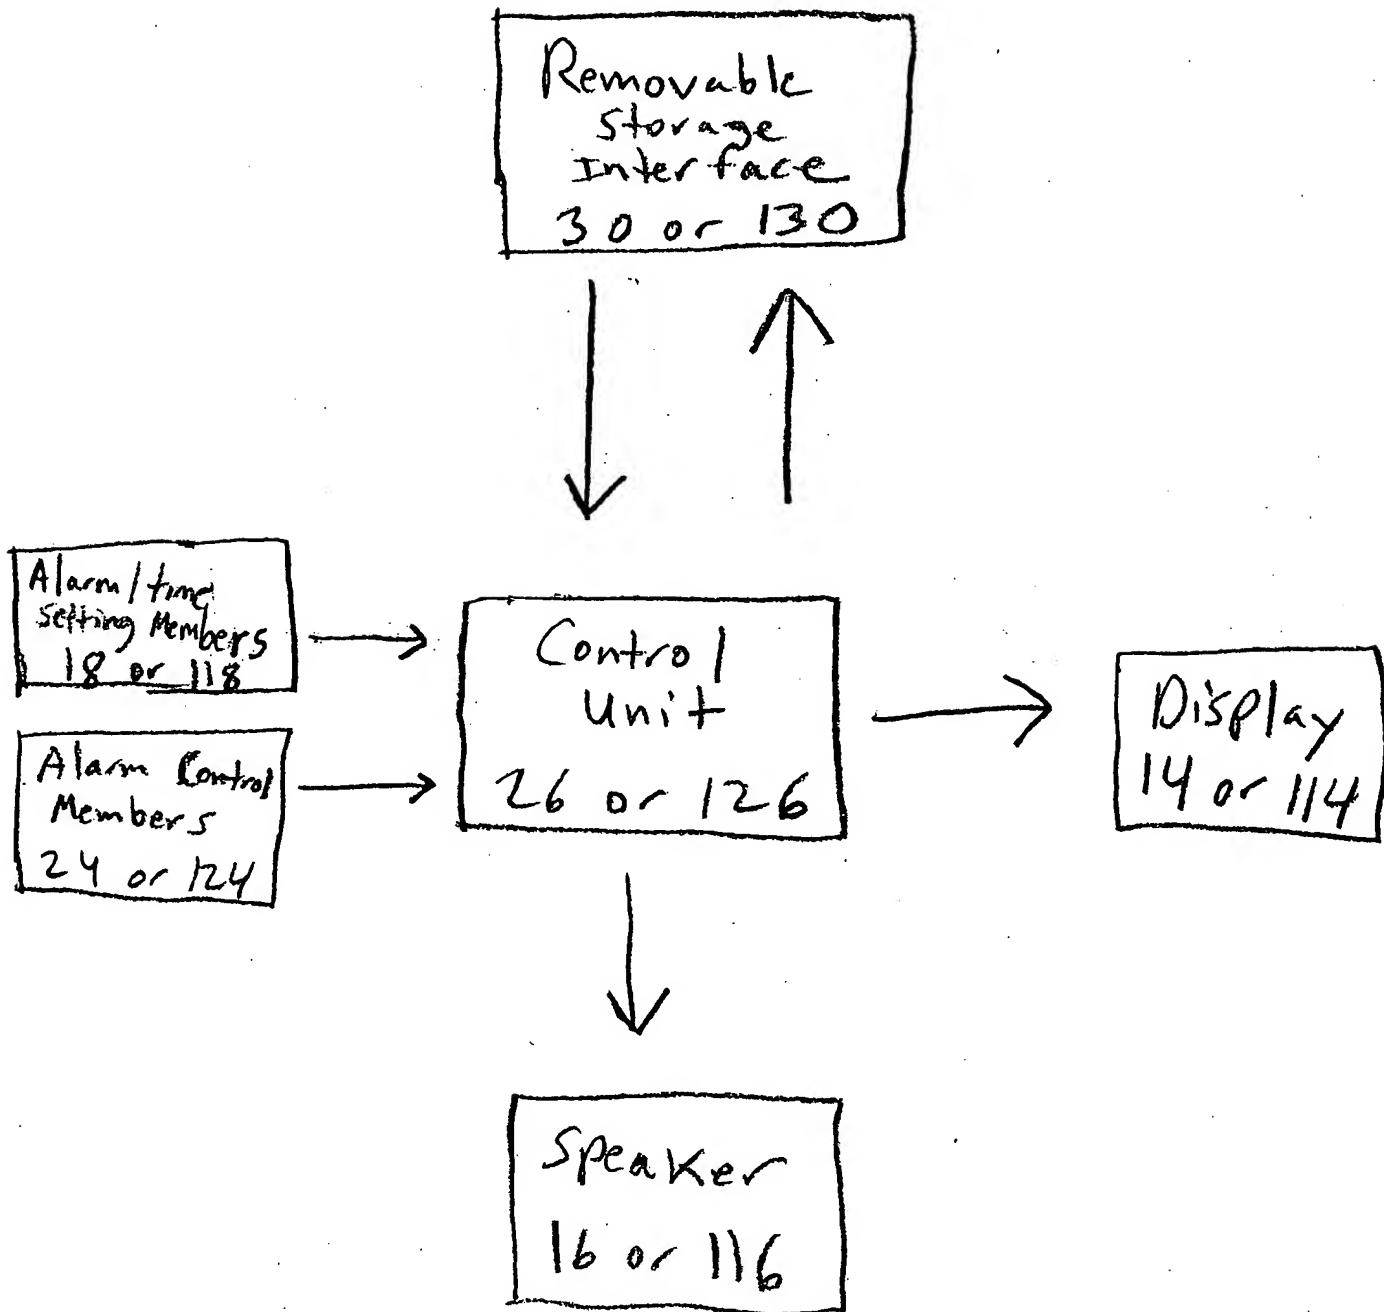 Removable
Storage
Interface
30 or 130
Alarm/time
Setting Members
18 or 118
Alarm Control
Members
24 or 124
Control
Unit
26 or 126
Display
14 or 114
Speaker
16 or 116